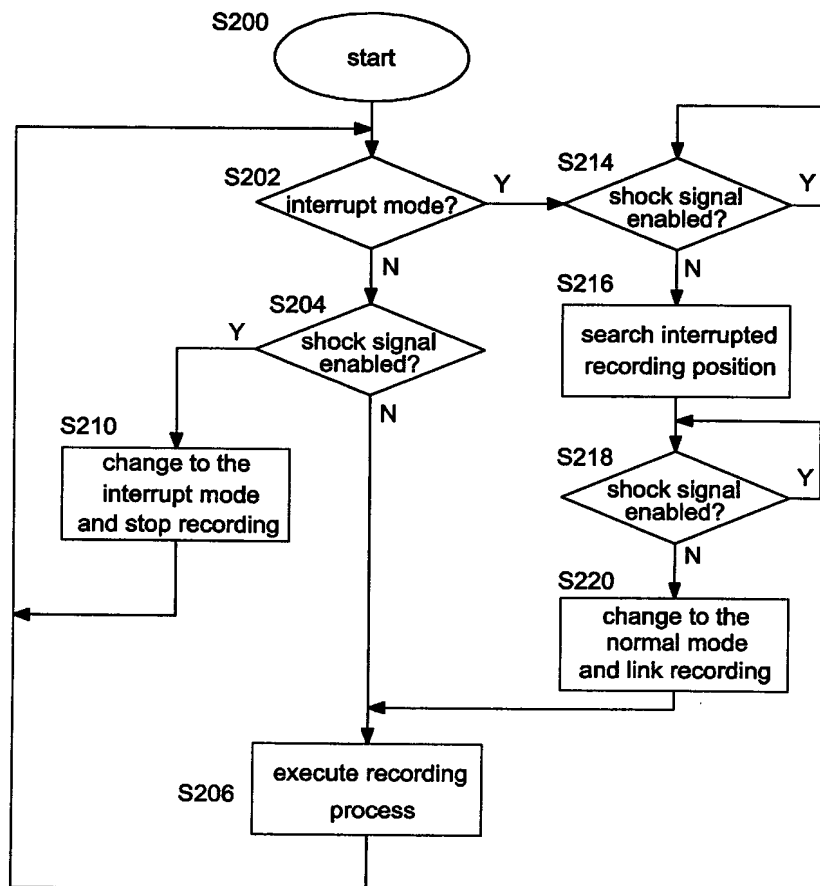 S200
start
S202
interrupt mode?
Y
N
S214
shock signal
enabled?
Y
N
S204
shock signal
enabled?
Y
N
S216
search interrupted
recording position
S210
change to the
interrupt mode
and stop recording
S218
shock signal
enabled?
Y
N
S220
change to the
normal mode
and link recording
S206
execute recording
process